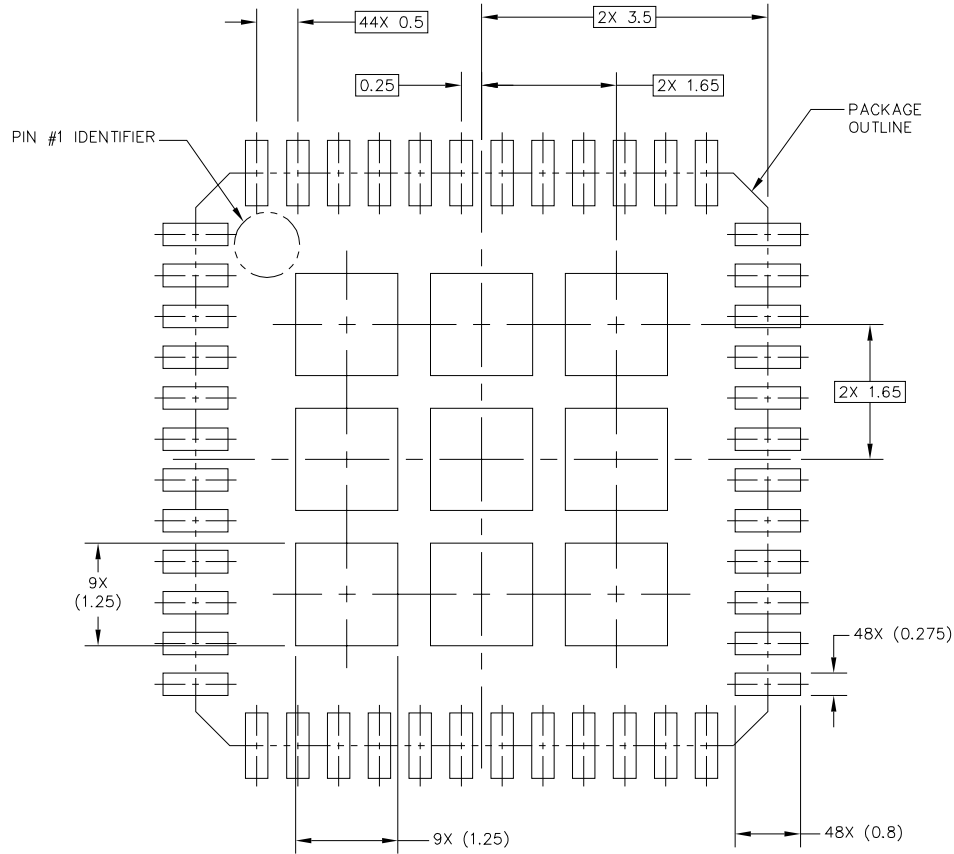 44X 0.5
2X 3.5
0.25
2X 1.65
PIN #1 IDENTIFIER
PACKAGE
OUTLINE
2X 1.65
9X
(1.25)
48X (0.275)
9X (1.25)
48X (0.8)